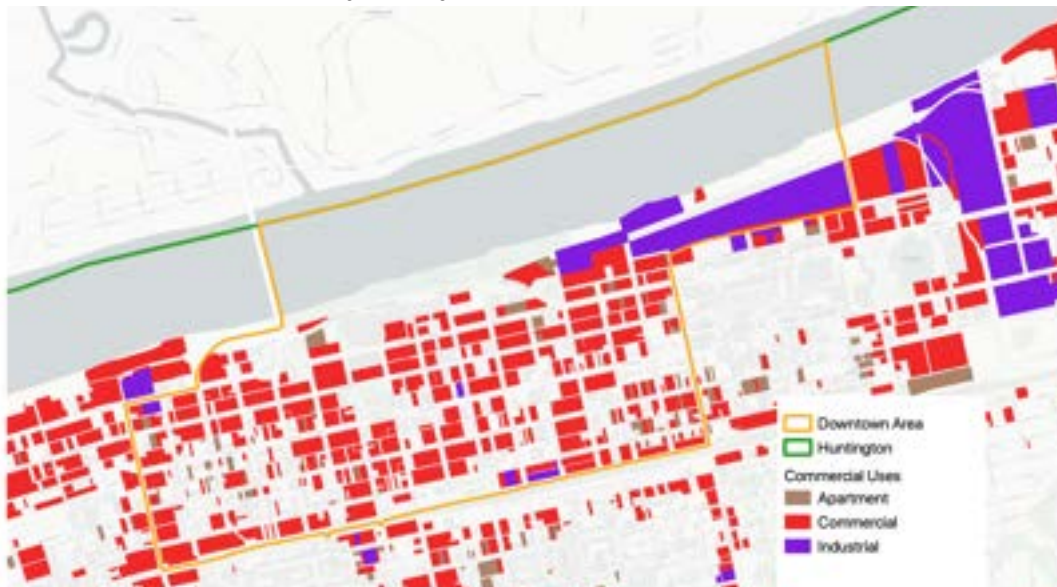 Downtown Area
Huntington
Commercial Uses
Apartment
Commercial
Industrial